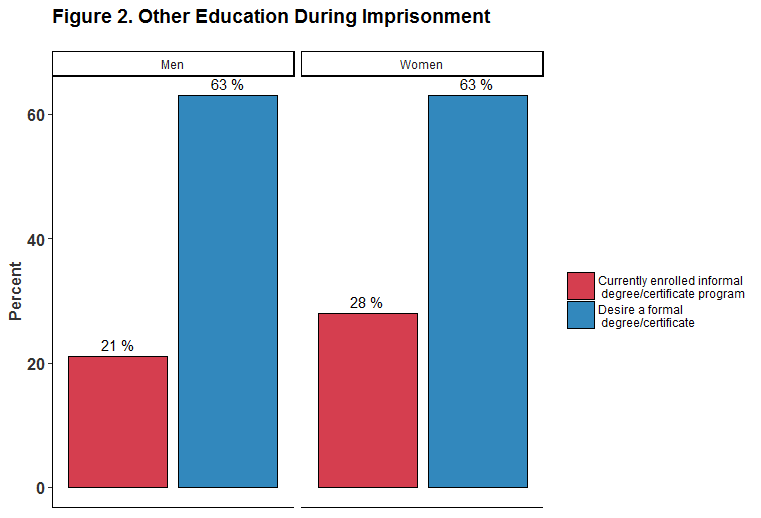 Figure 2. Other Education During Imprisonment
Men
Women
63 %
63 %
60
40
28 %
21 %
20
0
Percent
Currently enrolled informal
degree/certificate program
Desire a formal
degree/certificate